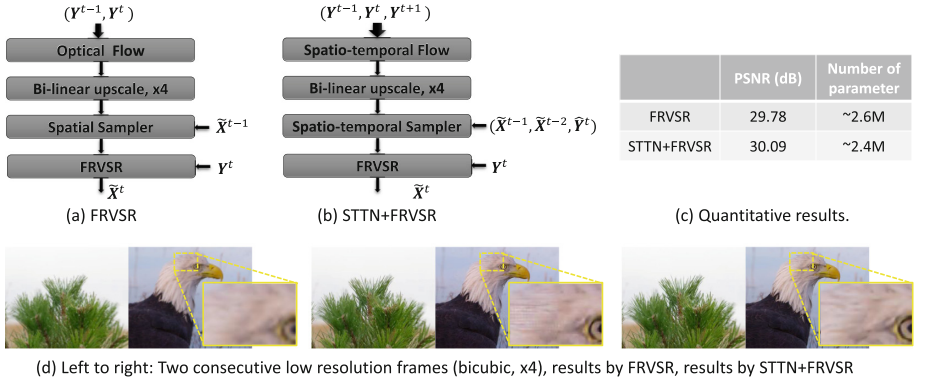 (Y^{t−1}, Y^t)
Optical Flow
Bi-linear upscale, x4
Spatial Sampler
X̃^{t−1}
FRVSR
Y^t
X̃^t
(a) FRVSR
(Y^{t−1}, Y^t, Y^{t+1})
Spatio-temporal Flow
Bi-linear upscale, x4
Spatio-temporal Sampler
(X̃^{t−1}, X̃^{t−2}, Ŷ^t)
FRVSR
Y^t
X̃^t
(b) STTN+FRVSR
PSNR (dB) Number of
parameter
FRVSR 29.78 ~2.6M
STTN+FRVSR 30.09 ~2.4M
(c) Quantitative results.
(d) Left to right: Two consecutive low resolution frames (bicubic, x4), results by FRVSR, results by STTN+FRVSR